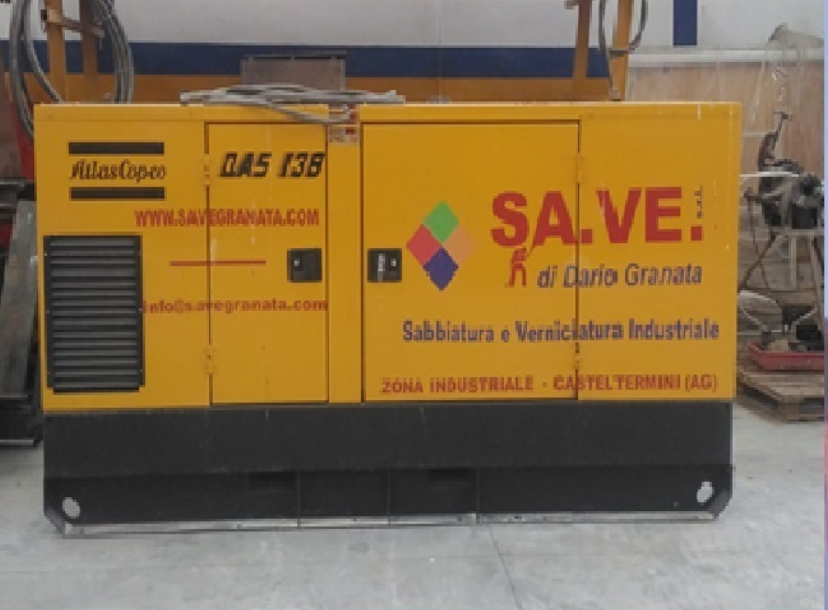 AtlasCopco
QAS 138
WWW.SAVEGRANATA.COM
info@savegranata.com
SA.VE. s.r.l.
di Dario Granata
Sabbiatura e Verniciatura Industriale
ZONA INDUSTRIALE - CASTELTERMINI (AG)